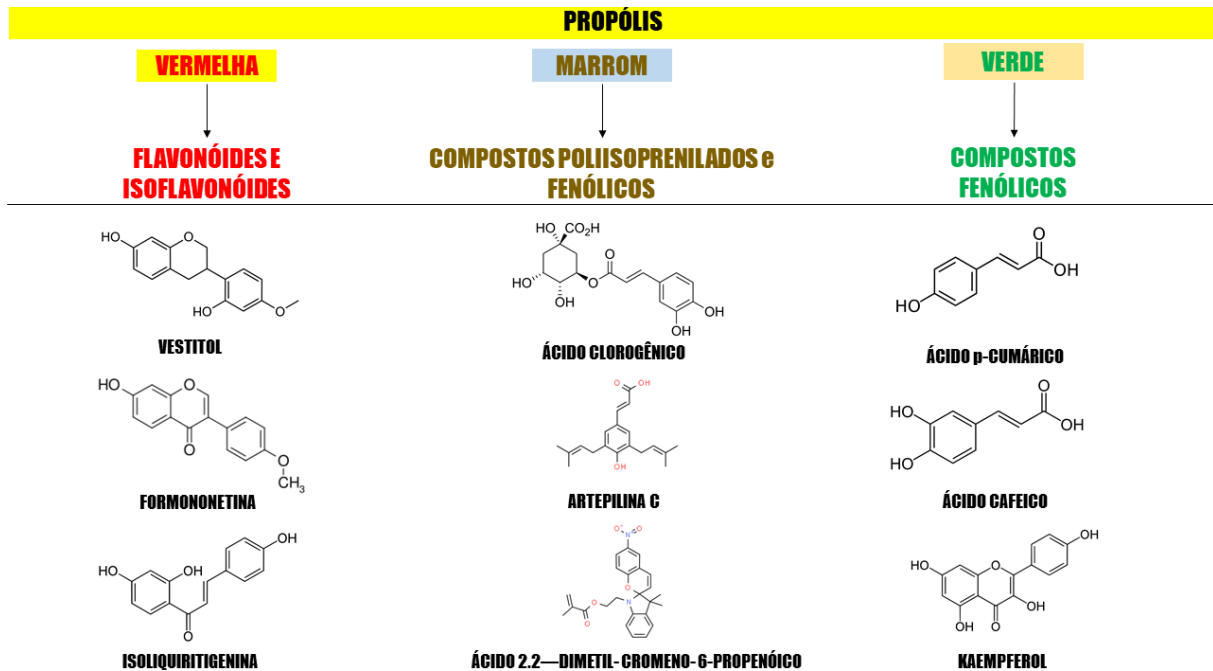 PROPÓLIS
VERMELHA
MARROM
VERDE
FLAVONÓIDES E
ISOFLAVONÓIDES
COMPOSTOS POLIISOPRENILADOS e
FENÓLICOS
COMPOSTOS
FENÓLICOS
HO
O
HO
O
VESTITOL
HO CO₂H
O
HO
OH
O
OH
OH
ÁCIDO CLOROGÊNICO
O
OH
HO
ÁCIDO p-CUMÁRICO
HO
O
O
O
CH₃
FORMONONETINA
O
OH
OH
ARTEPILINA C
O
HO
OH
HO
ÁCIDO CAFEICO
OH
HO
OH
O
ISOLIQUIRITIGENINA
O⁻
N⁺
O
O
O
N
O
ÁCIDO 2.2—DIMETIL- CROMENO- 6-PROPENÓICO
OH
HO
O
OH
OH
O
KAEMPFEROL